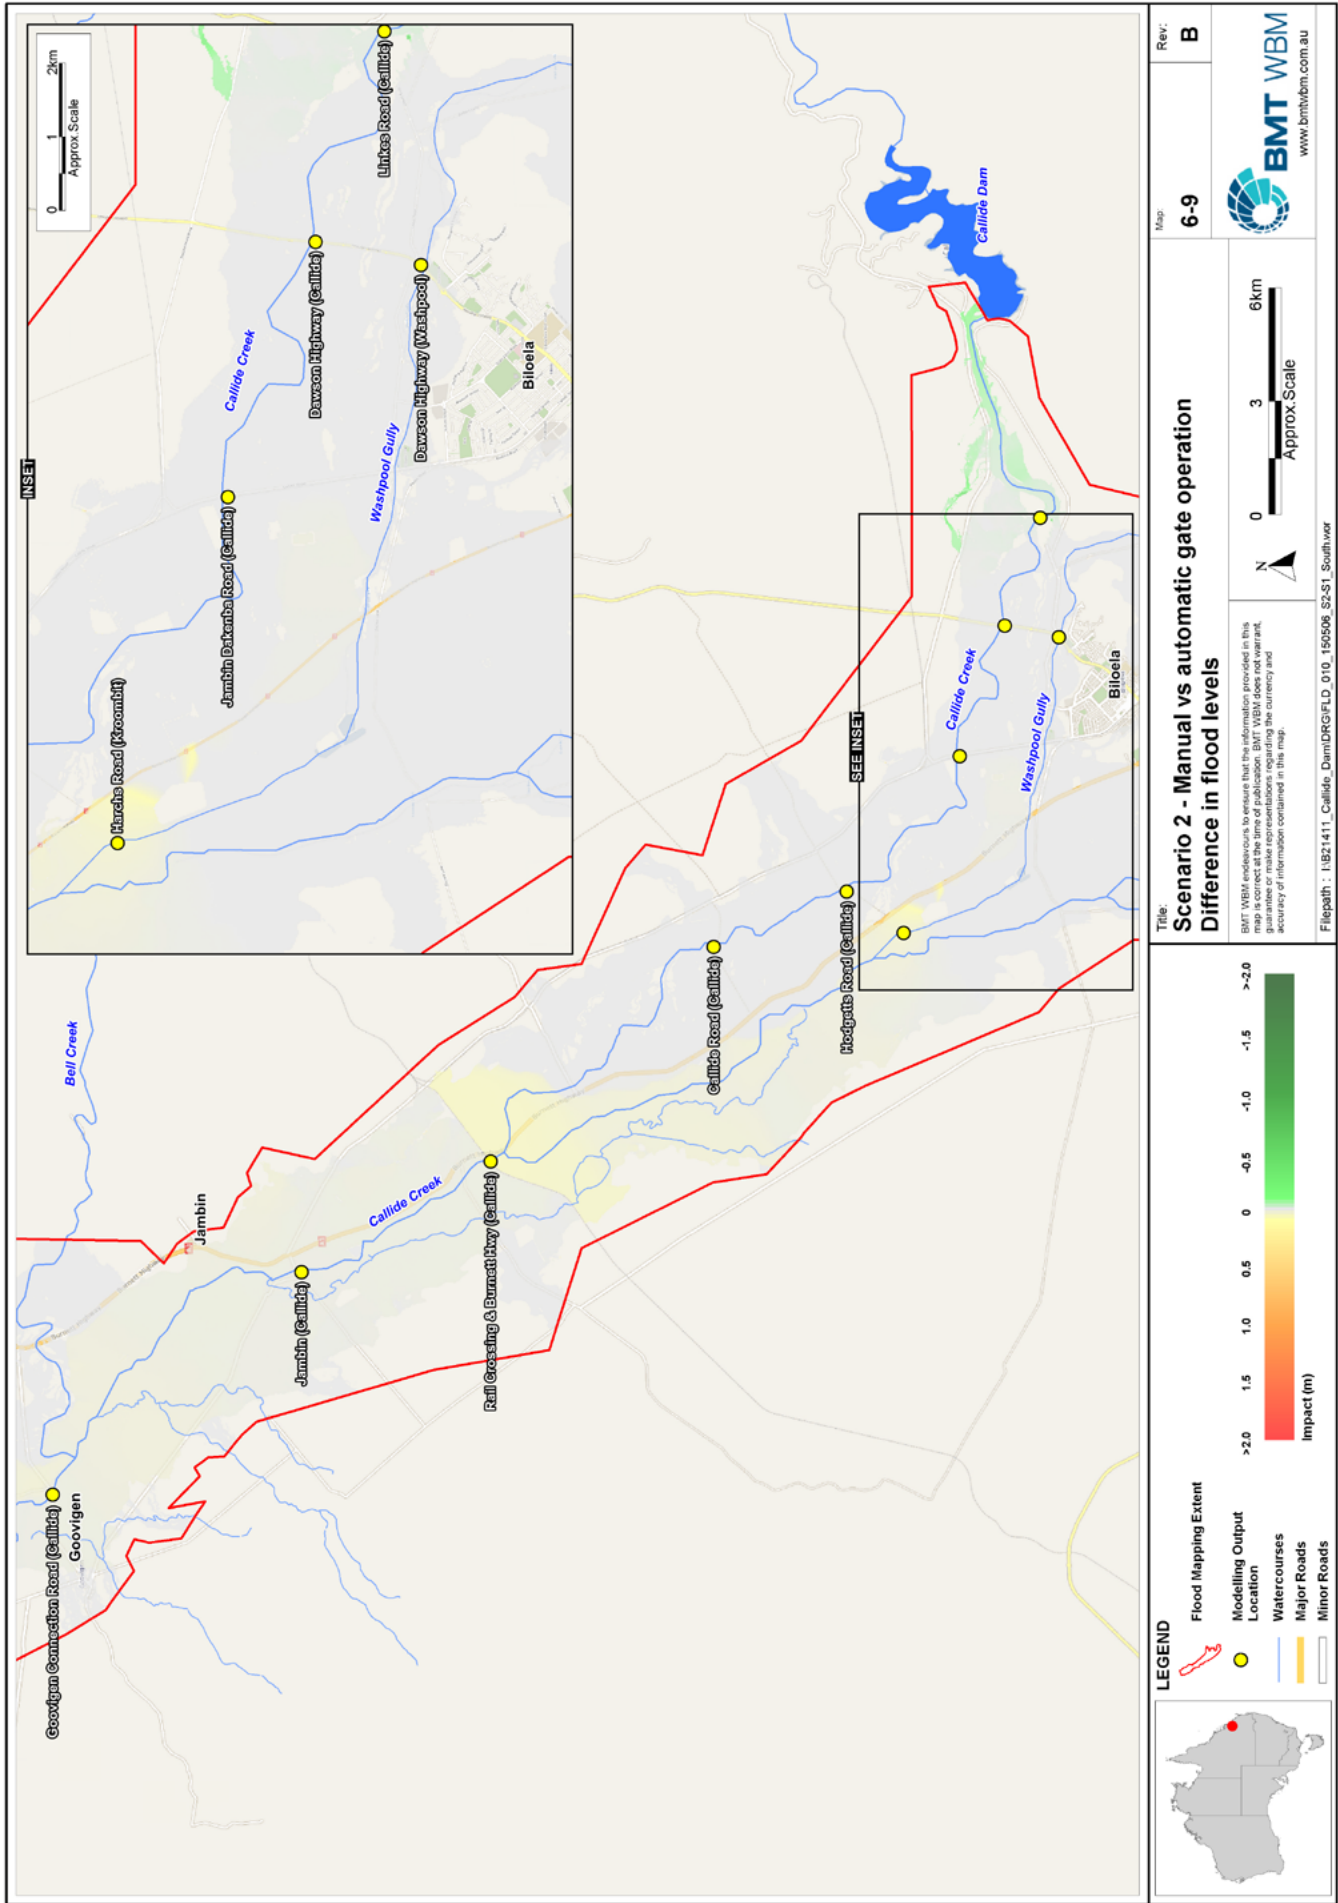 INSET
0 1 2km
Approx.Scale
Linkes Road (Callide)
Dawson Highway (Callide)
Dawson Highway (Washpool)
Biloela
Callide Creek
Washpool Gully
Jambin Dakenba Road (Callide)
Harchs Road (Kroombit)
Bell Creek
Jambin
Callide Creek
Jambin (Callide)
Rail Crossing & Burnett Hwy (Callide)
Goovigen Connection Road (Callide)
Goovigen
Callide Road (Callide)
Hodgetts Road (Callide)
SEE INSET
Callide Creek
Washpool Gully
Biloela
Callide Dam
LEGEND
Flood Mapping Extent
Modelling Output
Location
Watercourses
Major Roads
Minor Roads
>2.0 1.5 1.0 0.5 0 -0.5 -1.0 -1.5 >-2.0
Impact (m)
Title:
Scenario 2 - Manual vs automatic gate operation
Difference in flood levels
BMT WBM endeavours to ensure that the information provided in this
map is correct at the time of publication. BMT WBM does not warrant,
guarantee or make representations regarding the currency and
accuracy of information contained in this map.
N
0 3 6km
Approx.Scale
Map:
6-9
Rev:
B
BMT WBM
www.bmtwbm.com.au
Filepath : I:\B21411_Callide_Dam\DRG\FLD_010_150506_S2-S1_South.wor